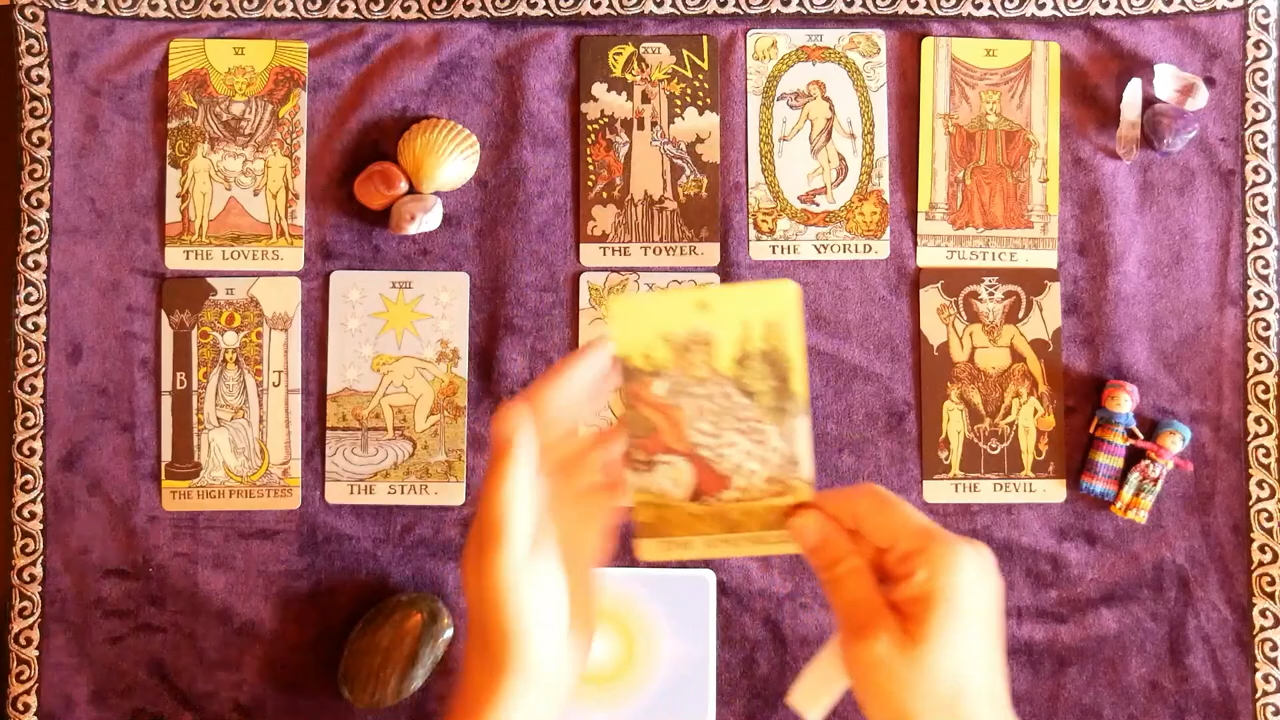 VI
THE LOVERS.
XVI
THE TOWER.
XXI
THE WORLD.
XI
JUSTICE.
II
B J
THE HIGH PRIESTESS
XVII
THE STAR.
X
XV
THE DEVIL.